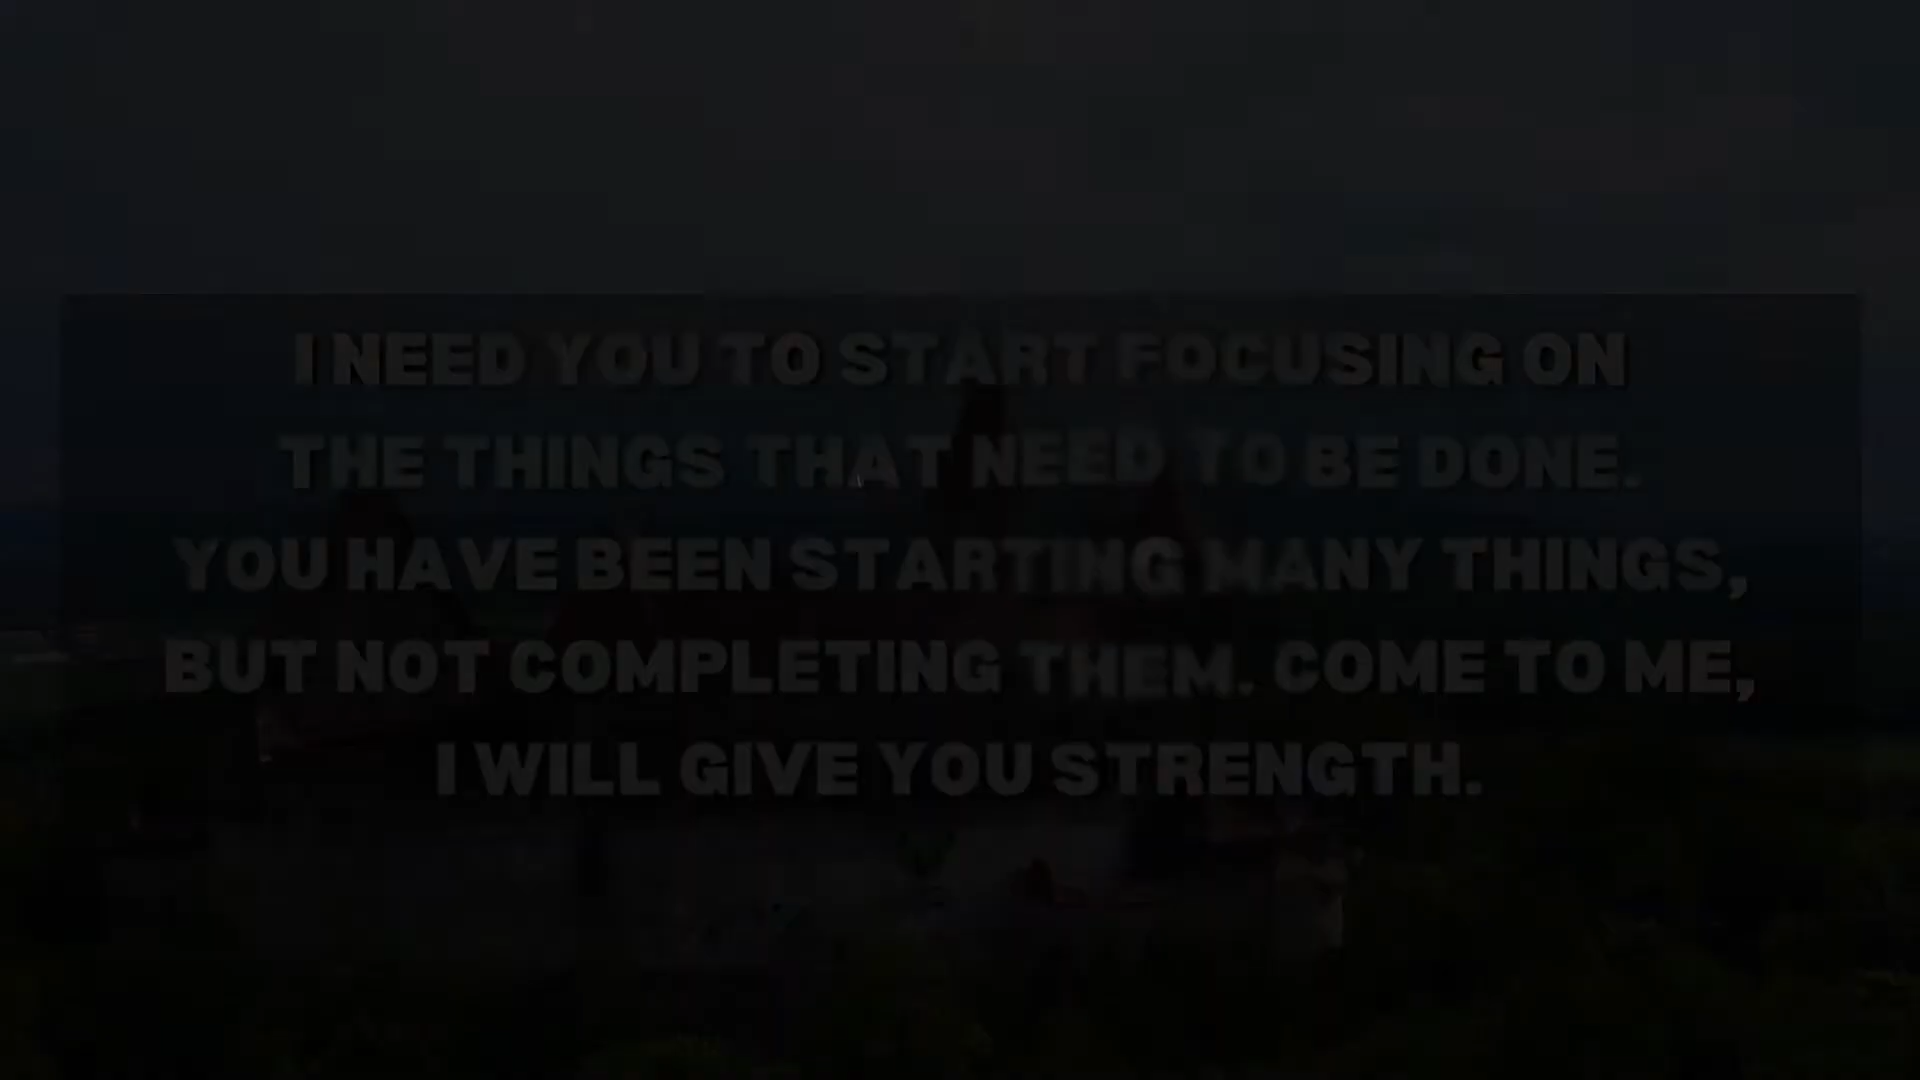 I NEED YOU TO START FOCUSING ON
THE THINGS THAT NEED TO BE DONE.
YOU HAVE BEEN STARTING MANY THINGS,
BUT NOT COMPLETING THEM. COME TO ME,
I WILL GIVE YOU STRENGTH.